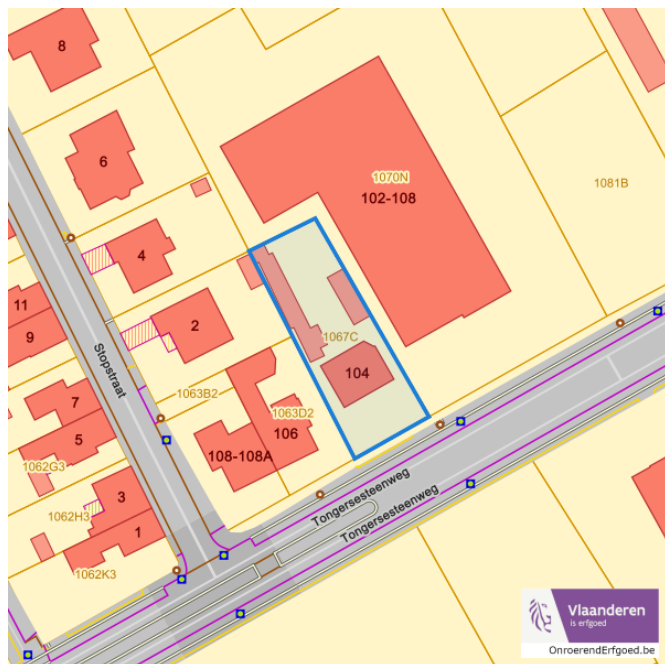 8
6
1070N
102-108
1081B
4
11
9
2
Stopstraat
1067C
104
7
5
1063B2
1063D2
106
108-108A
1062G3
3
1062H3
1
1062K3
Tongersesteenweg
Tongersesteenweg
Vlaanderen
is erfgoed
OnroerendErfgoed.be